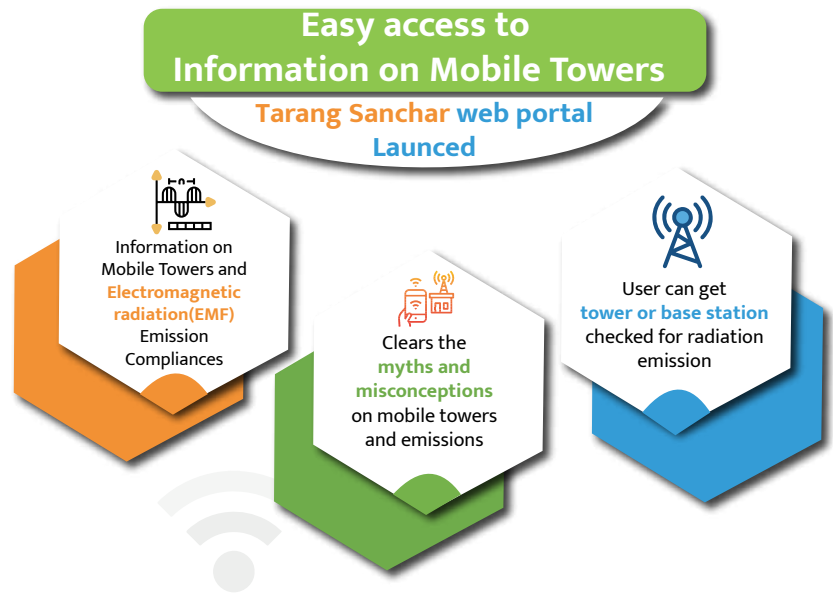 Easy access to
Information on Mobile Towers
Tarang Sanchar web portal
Launced
Information on
Mobile Towers and
Electromagnetic
radiation(EMF)
Emission
Compliances
Clears the
myths and
misconceptions
on mobile towers
and emissions
User can get
tower or base station
checked for radiation
emission